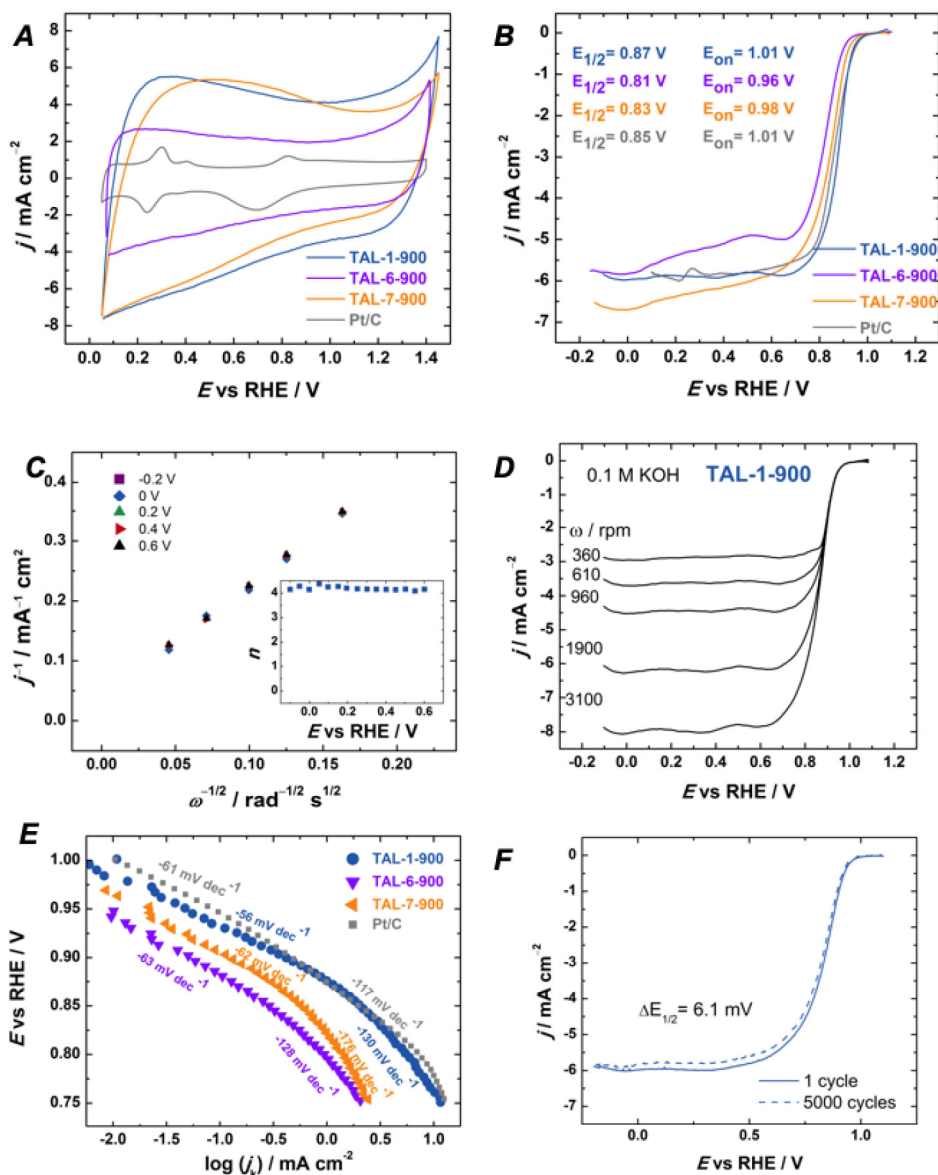 A
8
6
4
2
0
-2
-4
-6
-8
j / mA cm⁻²
TAL-1-900
TAL-6-900
TAL-7-900
Pt/C
0.0 0.2 0.4 0.6 0.8 1.0 1.2 1.4
E vs RHE / V
B
E1/2= 0.87 V Eon= 1.01 V
E1/2= 0.81 V Eon= 0.96 V
E1/2= 0.83 V Eon= 0.98 V
E1/2= 0.85 V Eon= 1.01 V
0
-1
-2
-3
-4
-5
-6
-7
j / mA cm⁻²
TAL-1-900
TAL-6-900
TAL-7-900
Pt/C
-0.2 0.0 0.2 0.4 0.6 0.8 1.0 1.2
E vs RHE / V
C
-0.2 V
0 V
0.2 V
0.4 V
0.6 V
0.4
0.3
0.2
0.1
0.0
j⁻¹ / mA⁻¹ cm²
5
4
3
2
1
0
n
0.0 0.2 0.4 0.6
E vs RHE / V
0.00 0.05 0.10 0.15 0.20
ω⁻¹/² / rad⁻¹/² s¹/²
D
0.1 M KOH TAL-1-900
ω / rpm
360
610
960
1900
3100
0
-1
-2
-3
-4
-5
-6
-7
-8
j / mA cm⁻²
-0.2 0.0 0.2 0.4 0.6 0.8 1.0 1.2
E vs RHE / V
E
1.00
0.95
0.90
0.85
0.80
0.75
E vs RHE / V
TAL-1-900
TAL-6-900
TAL-7-900
Pt/C
-61 mV dec⁻¹
-56 mV dec⁻¹
-62 mV dec⁻¹
-63 mV dec⁻¹
-117 mV dec⁻¹
-130 mV dec⁻¹
-176 mV dec⁻¹
-128 mV dec⁻¹
-2.0 -1.5 -1.0 -0.5 0.0 0.5 1.0
log (jk) / mA cm⁻²
F
0
-1
-2
-3
-4
-5
-6
j / mA cm⁻²
ΔE1/2= 6.1 mV
1 cycle
5000 cycles
0.0 0.5 1.0
E vs RHE / V